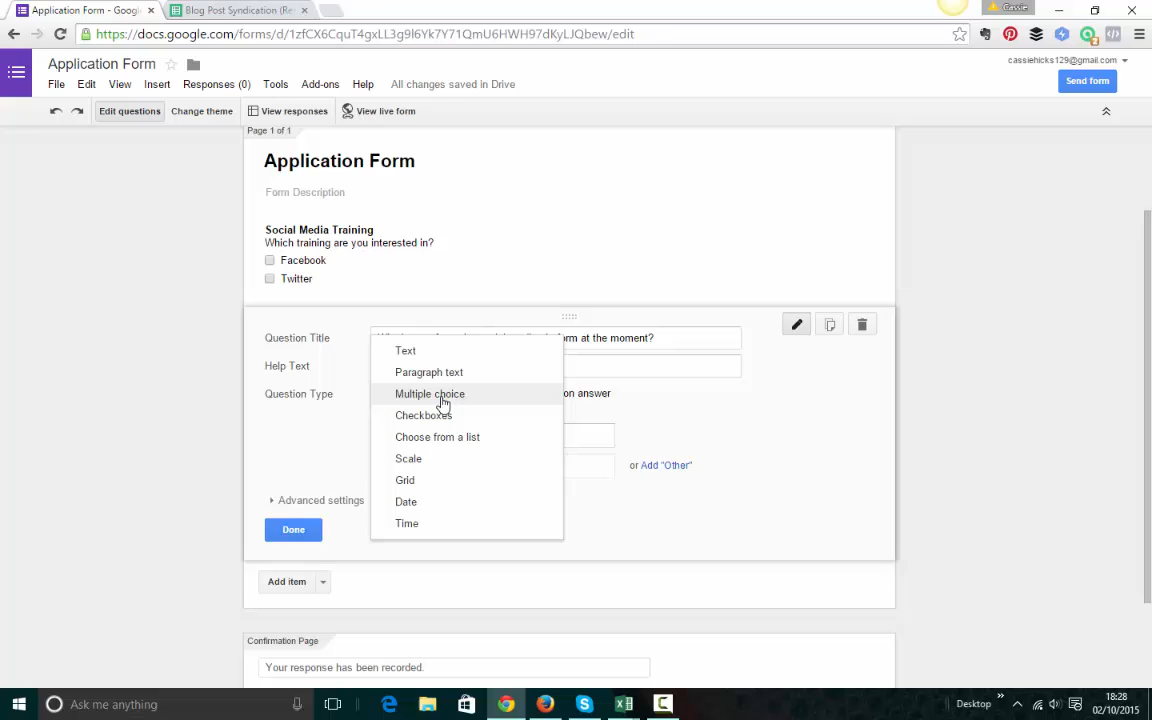 Application Form - Googl
Blog Post Syndication (Re
Cassie
https://docs.google.com/forms/d/1zfCX6CquT4gxLL3g9l6Yk7Y71QmU6HWH97dKyLJQbew/edit
Application Form
cassiehicks129@gmail.com
File Edit View Insert Responses (0) Tools Add-ons Help All changes saved in Drive
Send form
Edit questions Change theme View responses View live form
Page 1 of 1
Application Form
Form Description
Social Media Training
Which training are you interested in?
Facebook
Twitter
Question Title
rm at the moment?
Text
Help Text
Paragraph text
Question Type
Multiple choice
on answer
Checkboxes
Choose from a list
Scale
or Add "Other"
Grid
Advanced settings
Date
Time
Done
Add item
Confirmation Page
Your response has been recorded.
Ask me anything
Desktop
18:28
02/10/2015